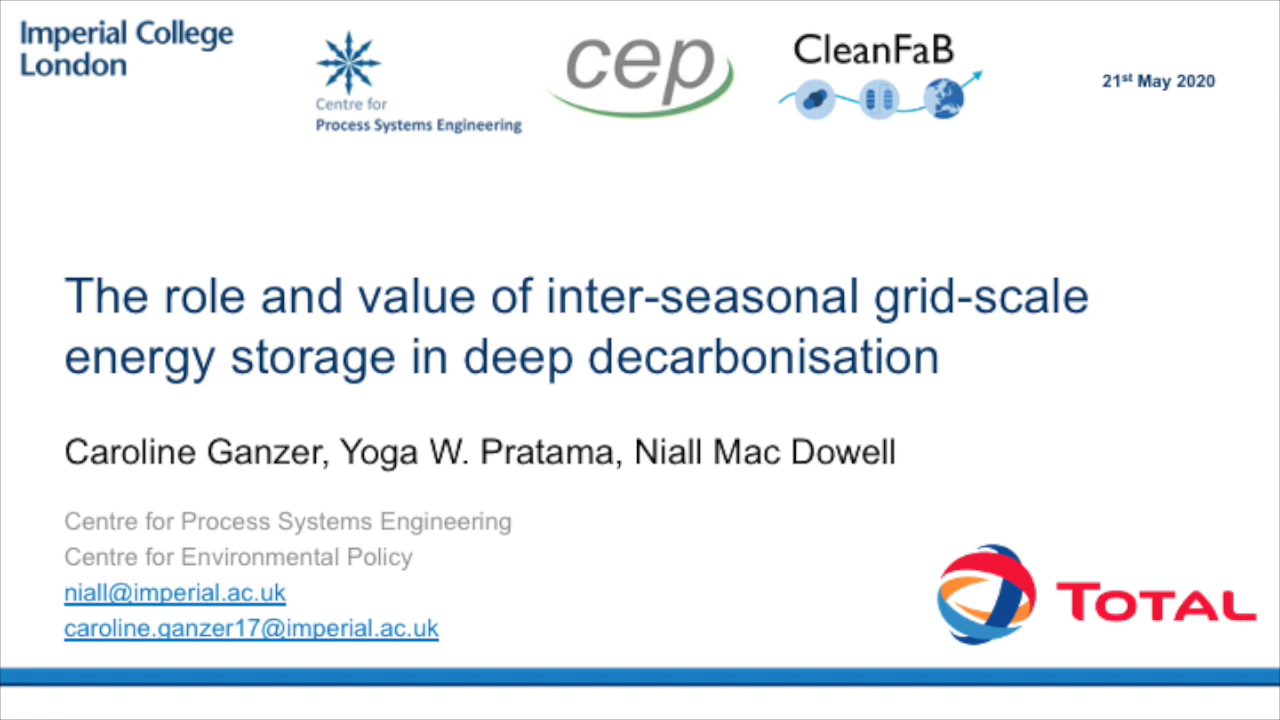 Imperial College
London
Centre for
Process Systems Engineering
cep
CleanFaB
21st May 2020
The role and value of inter-seasonal grid-scale
energy storage in deep decarbonisation
Caroline Ganzer, Yoga W. Pratama, Niall Mac Dowell
Centre for Process Systems Engineering
Centre for Environmental Policy
niall@imperial.ac.uk
caroline.ganzer17@imperial.ac.uk
TOTAL